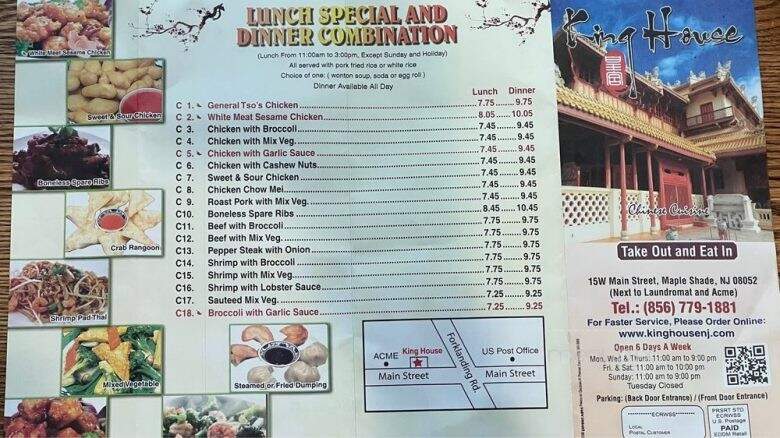 White Meat Sesame Chicken
Sweet & Sour Chicken
Boneless Spare Ribs
Crab Rangoon
Shrimp Pad Thai
Mixed Vegetable
LUNCH SPECIAL AND
DINNER COMBINATION
(Lunch From 11:00am to 3:00pm, Except Sunday and Holiday)
All served with pork fried rice or white rice
Choice of one: ( wonton soup, soda or egg roll )
Dinner Available All Day
Lunch Dinner
C 1. General Tso's Chicken 7.75 9.75
C 2. White Meat Sesame Chicken 8.05 10.05
C 3. Chicken with Broccoli 7.45 9.45
C 4. Chicken with Mix Veg. 7.45 9.45
C 5. Chicken with Garlic Sauce 7.45 9.45
C 6. Chicken with Cashew Nuts 7.45 9.45
C 7. Sweet & Sour Chicken 7.45 9.45
C 8. Chicken Chow Mei 7.45 9.45
C 9. Roast Pork with Mix Veg. 7.45 9.45
C10. Boneless Spare Ribs 8.45 10.45
C11. Beef with Broccoli 7.75 9.75
C12. Beef with Mix Veg. 7.75 9.75
C13. Pepper Steak with Onion 7.75 9.75
C14. Shrimp with Broccoli 7.75 9.75
C15. Shrimp with Mix Veg. 7.75 9.75
C16. Shrimp with Lobster Sauce 7.75 9.75
C17. Sauteed Mix Veg. 7.25 9.25
C18. Broccoli with Garlic Sauce 7.25 9.25
Steamed or Fried Dumping
ACME
King House
Main Street
Forklanding Rd.
US Post Office
Main Street
King House
Chinese Cuisine
Take Out and Eat In
15W Main Street, Maple Shade, NJ 08052
(Next to Laundromat and Acme)
Tel.: (856) 779-1881
For Faster Service, Please Order Online:
www.kinghousenj.com
Open 6 Days A Week
Mon, Wed & Thurs: 11:00 am to 9:00 pm
Fri. & Sat.: 11:00 am to 10:00 pm
Sunday: 11:00 am to 9:00 pm
Tuesday Closed
Parking: (Back Door Entrance) / (Front Door Entrance)
*****ECRWSS*****
Local
Postal Customer
PRSRT STD
ECRWSS
U.S. Postage
PAID
EDDM Retail